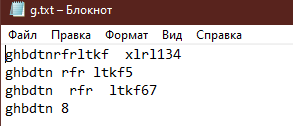 g.txt – Блокнот
Файл Правка Формат Вид Справка
ghbdtnrfrltkf  xlrl134
ghbdtn rfr ltkf5
ghbdtn  rfr  ltkf67
ghbdtn 8